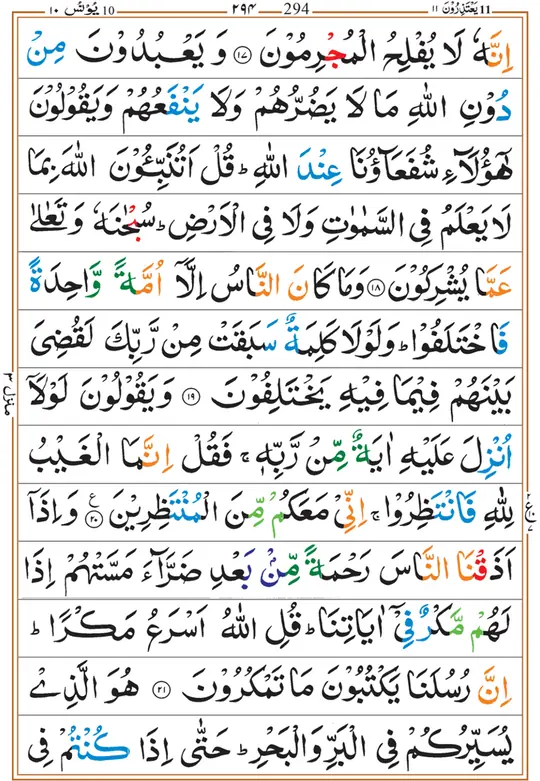 یَعْتَذِرُوْنَ ١١ 11 294 ٢٩٤ 10 یُوْنُس ١٠
اِنَّهٗ لَا یُفْلِحُ الْمُجْرِمُوْنَ ١٧ وَ یَعْبُدُوْنَ مِنْ
دُوْنِ اللّٰهِ مَا لَا یَضُرُّهُمْ وَلَا یَنْفَعُهُمْ وَیَقُوْلُوْنَ
هٰۤؤُلَآءِ شُفَعَآؤُنَا عِنْدَ اللّٰهِ ؕ قُلْ اَتُنَبِّـُٔوْنَ اللّٰهَ بِمَا
لَا یَعْلَمُ فِی السَّمٰوٰتِ وَلَا فِی الْاَرْضِ ؕ سُبْحٰنَهٗ وَ تَعٰلٰی
عَمَّا یُشْرِكُوْنَ ١٨ وَمَا كَانَ النَّاسُ اِلَّاۤ اُمَّةً وَّاحِدَةً
فَاخْتَلَفُوْا ؕ وَلَوْلَا كَلِمَةٌ سَبَقَتْ مِنْ رَّبِّكَ لَقُضِیَ
بَیْنَهُمْ فِیْمَا فِیْهِ یَخْتَلِفُوْنَ ١٩ وَیَقُوْلُوْنَ لَوْلَاۤ
اُنْزِلَ عَلَیْهِ اٰیَةٌ مِّنْ رَّبِّهٖ ۚ فَقُلْ اِنَّمَا الْغَیْبُ
لِلّٰهِ فَانْتَظِرُوْا ۚ اِنِّیْ مَعَكُمْ مِّنَ الْمُنْتَظِرِیْنَ ٢٠ ع وَاِذَاۤ
اَذَقْنَا النَّاسَ رَحْمَةً مِّنْۢ بَعْدِ ضَرَّآءَ مَسَّتْهُمْ اِذَا
لَهُمْ مَّكْرٌ فِیْۤ اٰیَاتِنَا ؕ قُلِ اللّٰهُ اَسْرَعُ مَكْرًا ؕ
اِنَّ رُسُلَنَا یَكْتُبُوْنَ مَا تَمْكُرُوْنَ ٢١ هُوَ الَّذِیْ
یُسَیِّرُكُمْ فِی الْبَرِّ وَالْبَحْرِ ؕ حَتّٰۤی اِذَا كُنْتُمْ فِی
منزل ٣